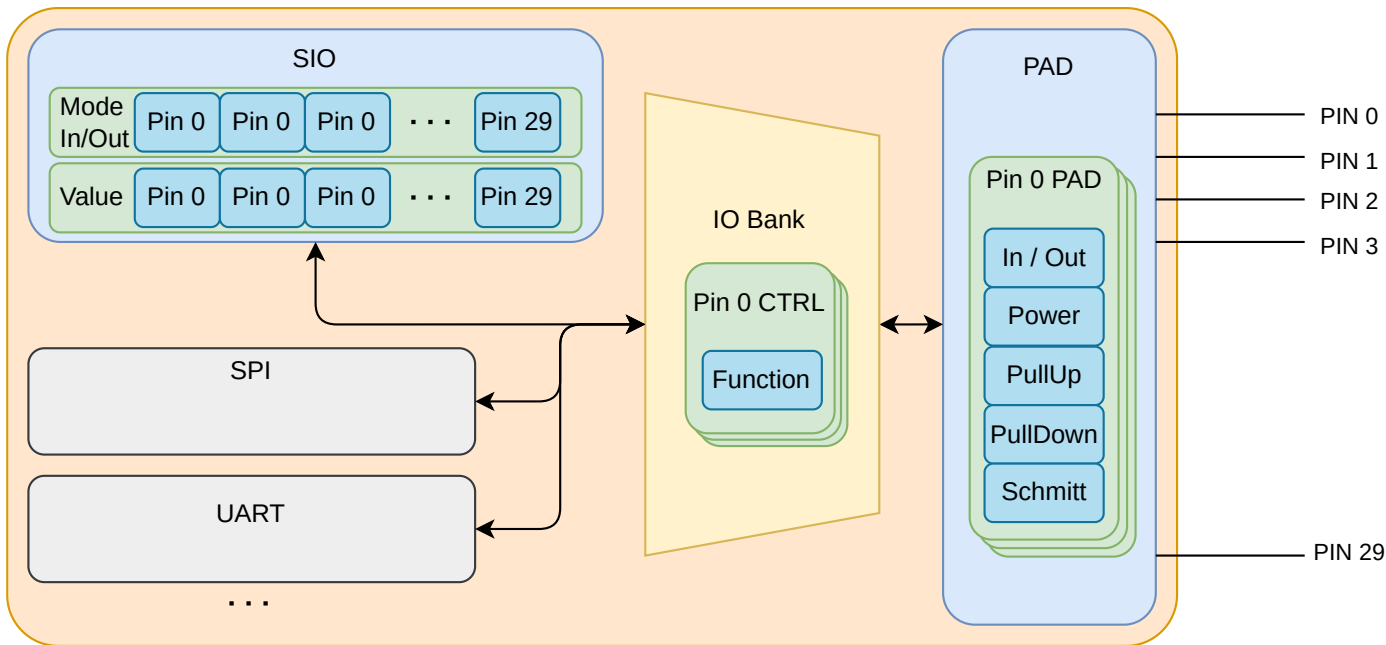 SIO
Mode
In/Out
Pin 0 Pin 0 Pin 0 . . . Pin 29
Value Pin 0 Pin 0 Pin 0 . . . Pin 29
SPI
UART
. . .
IO Bank
Pin 0 CTRL
Function
PAD
Pin 0 PAD
In / Out
Power
PullUp
PullDown
Schmitt
PIN 0
PIN 1
PIN 2
PIN 3
PIN 29